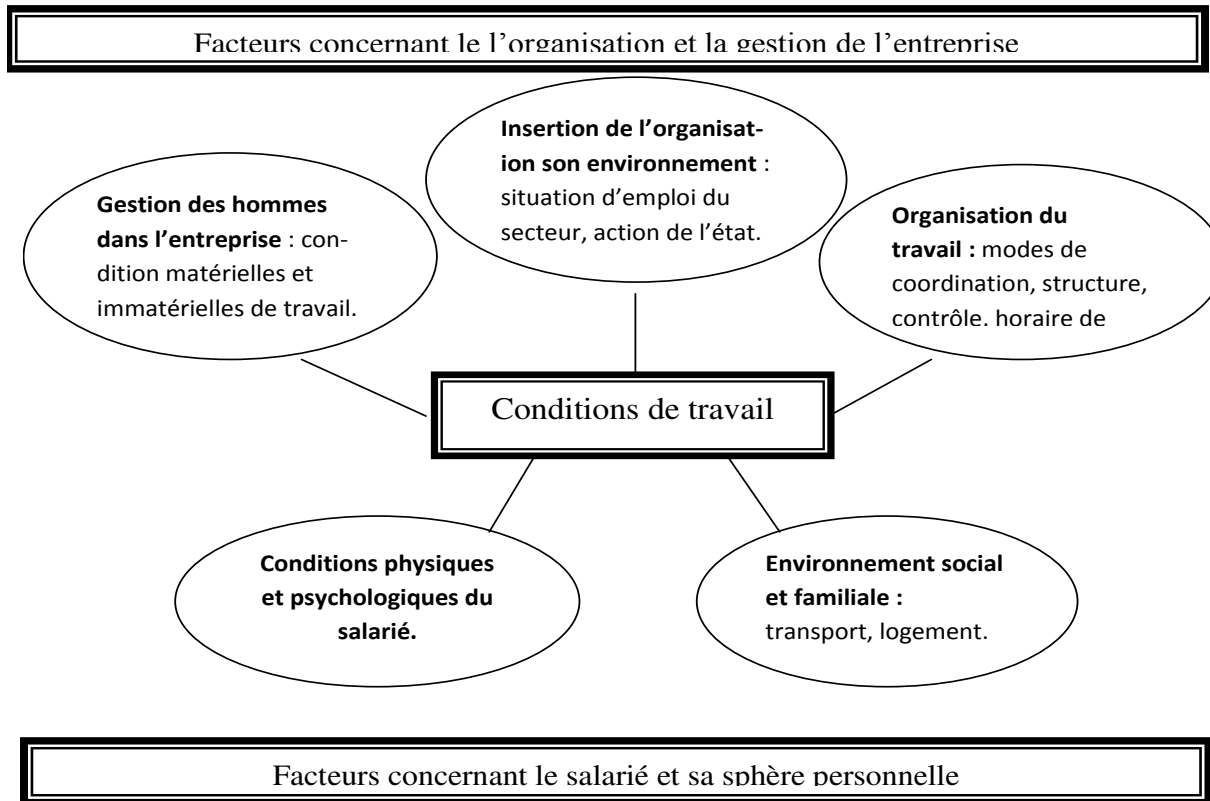 Facteurs concernant le l’organisation et la gestion de l’entreprise
Insertion de l’organisat-
ion son environnement :
situation d’emploi du
secteur, action de l’état.
Gestion des hommes
dans l’entreprise : con-
dition matérielles et
immatérielles de travail.
Organisation du
travail : modes de
coordination, structure,
contrôle. horaire de
Conditions de travail
Conditions physiques
et psychologiques du
salarié.
Environnement social
et familiale :
transport, logement.
Facteurs concernant le salarié et sa sphère personnelle